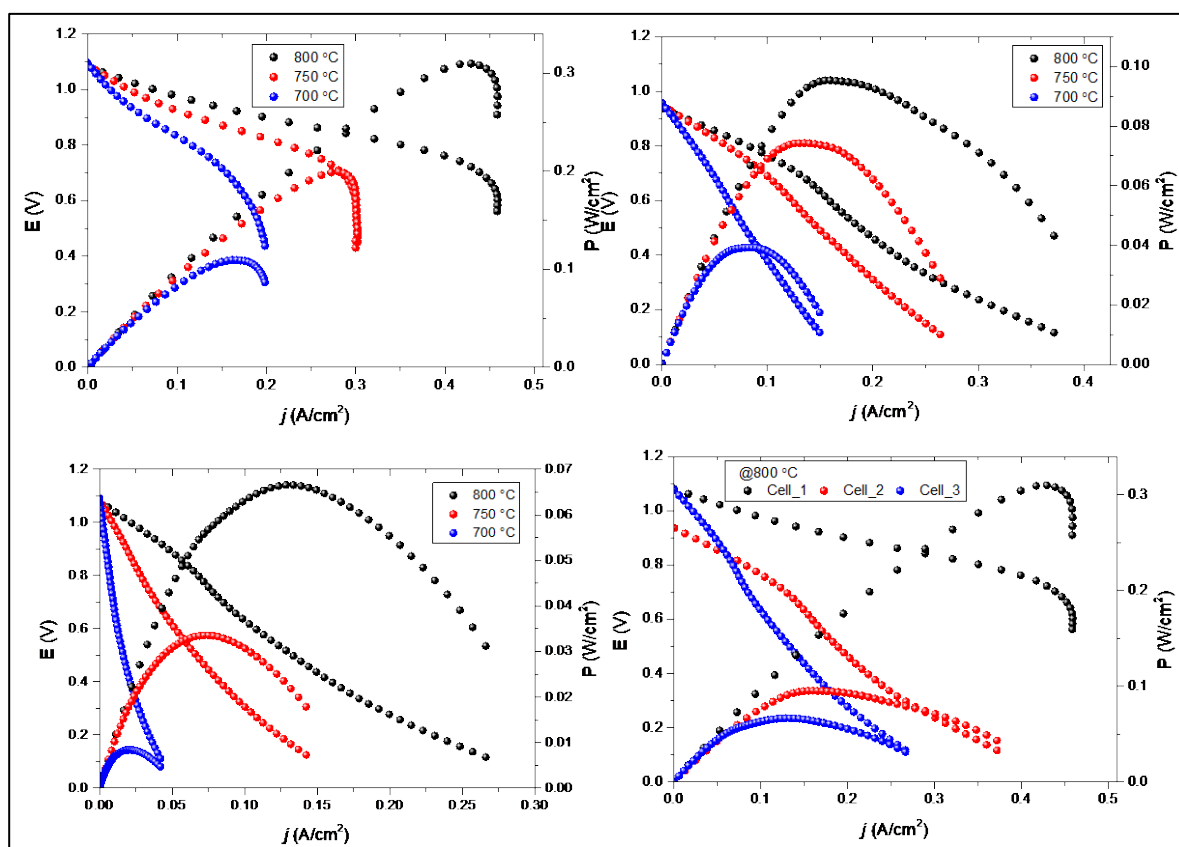 1.2
1.0
0.8
0.6
0.4
0.2
0.0
E (V)
800 °C
750 °C
700 °C
0.3
0.2
0.1
0.0
P (W/cm²)
0.0 0.1 0.2 0.3 0.4 0.5
j (A/cm²)
1.2
1.0
0.8
0.6
0.4
0.2
0.0
E (V)
800 °C
750 °C
700 °C
0.10
0.08
0.06
0.04
0.02
0.00
P (W/cm²)
0.0 0.1 0.2 0.3 0.4
j (A/cm²)
1.2
1.0
0.8
0.6
0.4
0.2
0.0
E (V)
800 °C
750 °C
700 °C
0.07
0.06
0.05
0.04
0.03
0.02
0.01
0.00
P (W/cm²)
0.00 0.05 0.10 0.15 0.20 0.25 0.30
j (A/cm²)
1.2
1.0
0.8
0.6
0.4
0.2
0.0
E (V)
@800 °C
Cell_1 Cell_2 Cell_3
0.3
0.2
0.1
0.0
P (W/cm²)
0.0 0.1 0.2 0.3 0.4 0.5
j (A/cm²)